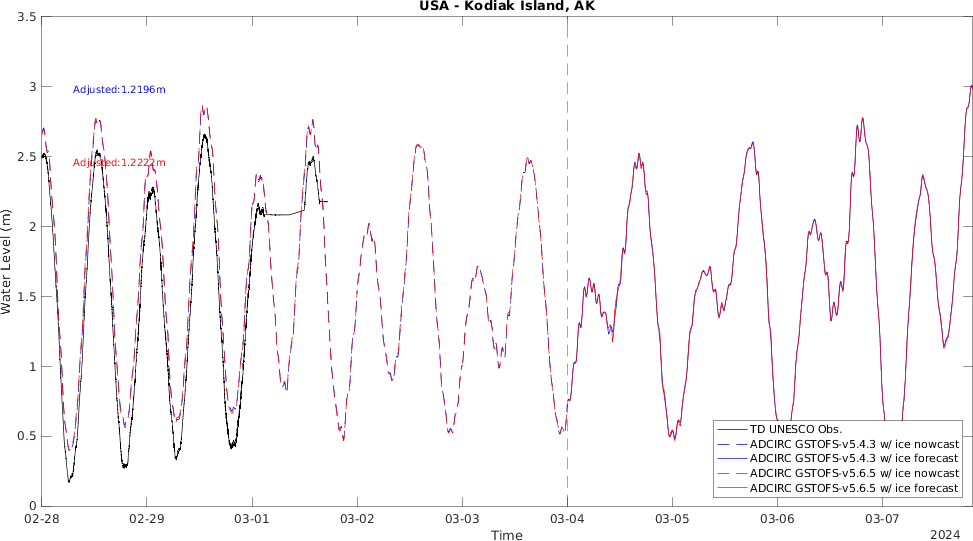 USA - Kodiak Island, AK
3.5
3
2.5
2
1.5
1
0.5
0
Water Level (m)
Adjusted:1.2196m
Adjusted:1.2222m
TD UNESCO Obs.
ADCIRC GSTOFS-v5.4.3 w/ ice nowcast
ADCIRC GSTOFS-v5.4.3 w/ ice forecast
ADCIRC GSTOFS-v5.6.5 w/ ice nowcast
ADCIRC GSTOFS-v5.6.5 w/ ice forecast
02-28 02-29 03-01 03-02 03-03 03-04 03-05 03-06 03-07
Time
2024